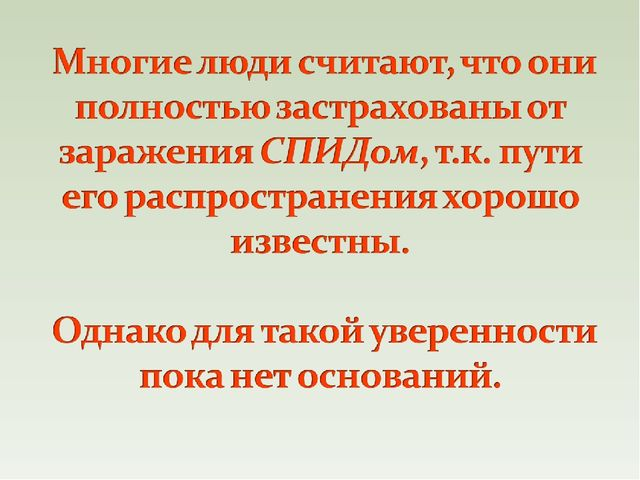 Многие люди считают, что они
полностью застрахованы от
заражения СПИДом, т.к. пути
его распространения хорошо
известны.
Однако для такой уверенности
пока нет оснований.